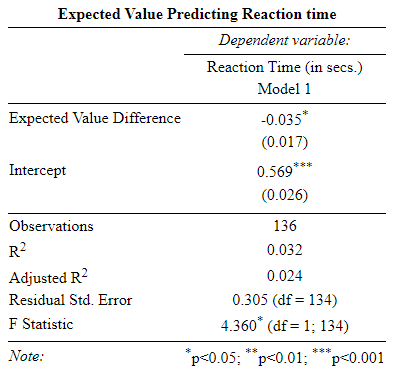 Expected Value Predicting Reaction time
Dependent variable:
Reaction Time (in secs.)
Model 1
Expected Value Difference -0.035*
(0.017)
Intercept 0.569***
(0.026)
Observations 136
R² 0.032
Adjusted R² 0.024
Residual Std. Error 0.305 (df = 134)
F Statistic 4.360* (df = 1; 134)
Note: *p<0.05; **p<0.01; ***p<0.001